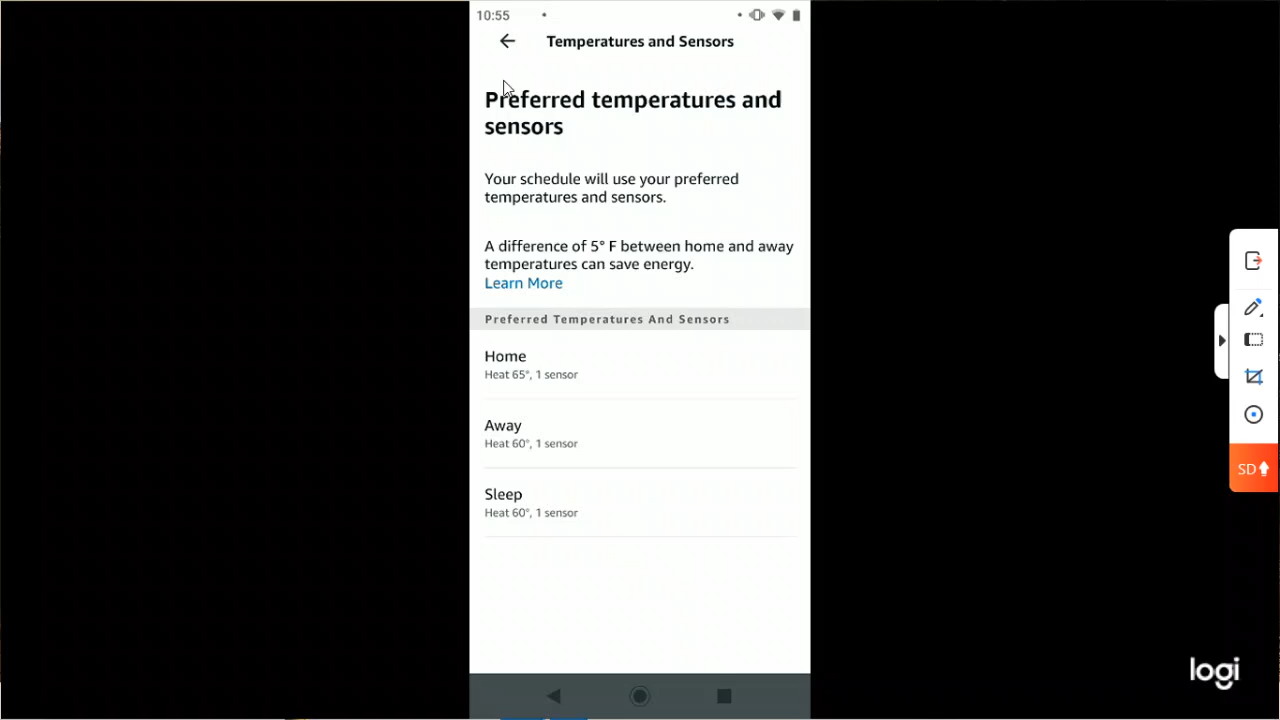 10:55
Temperatures and Sensors
Preferred temperatures and
sensors
Your schedule will use your preferred
temperatures and sensors.
A difference of 5° F between home and away
temperatures can save energy.
Learn More
Preferred Temperatures And Sensors
Home
Heat 65°, 1 sensor
Away
Heat 60°, 1 sensor
Sleep
Heat 60°, 1 sensor
SD
logi